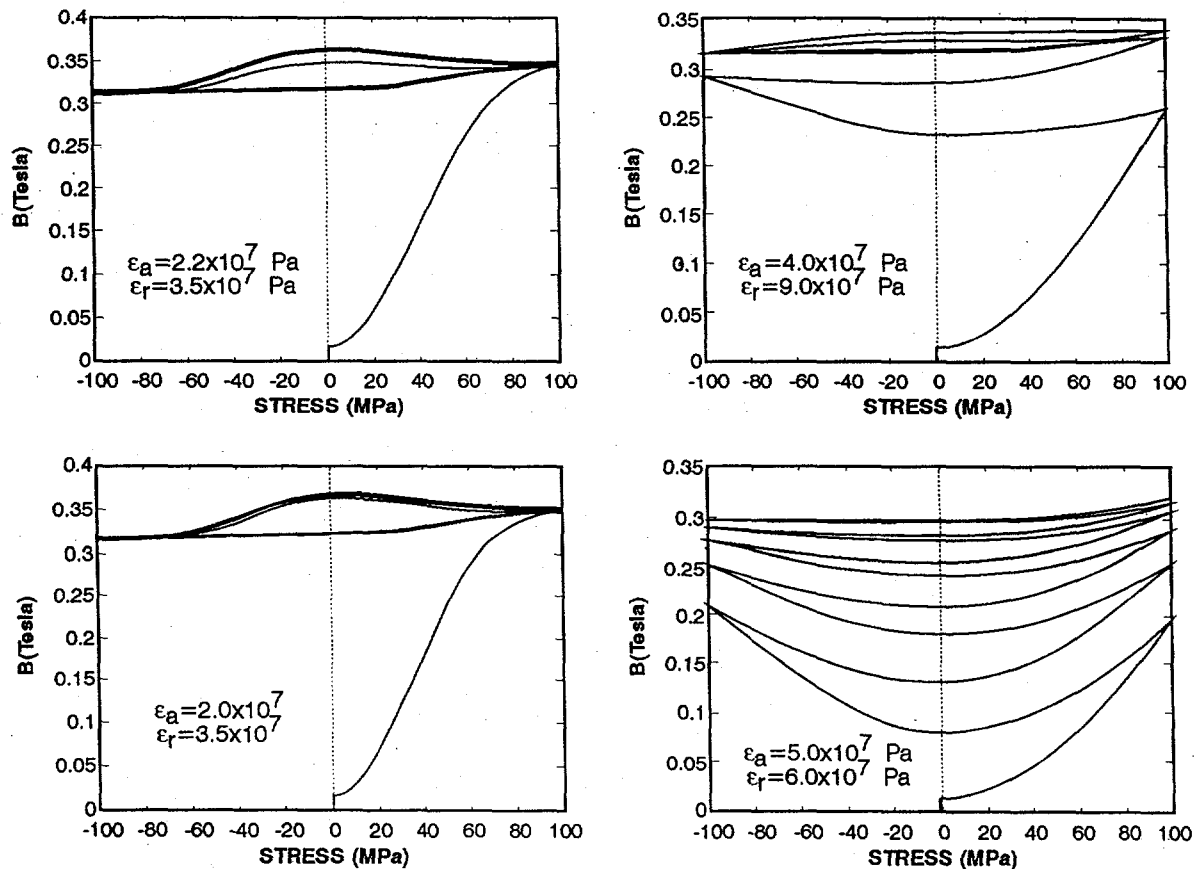 0.4
0.35
0.3
0.25
0.2
0.15
0.1
0.05
0
B(Tesla)
εa=2.2x10^7 Pa
εr=3.5x10^7 Pa
-100 -80 -60 -40 -20 0 20 40 60 80 100
STRESS (MPa)
0.35
0.3
0.25
0.2
0.15
0.1
0.05
0
B(Tesla)
εa=4.0x10^7 Pa
εr=9.0x10^7 Pa
-100 -80 -60 -40 -20 0 20 40 60 80 100
STRESS (MPa)
0.4
0.35
0.3
0.25
0.2
0.15
0.1
0.05
0
B(Tesla)
εa=2.0x10^7
εr=3.5x10^7
-100 -80 -60 -40 -20 0 20 40 60 80 100
STRESS (MPa)
0.35
0.3
0.25
0.2
0.15
0.1
0.05
0
B(Tesla)
εa=5.0x10^7 Pa
εr=6.0x10^7 Pa
-100 -80 -60 -40 -20 0 20 40 60 80 100
STRESS (MPa)